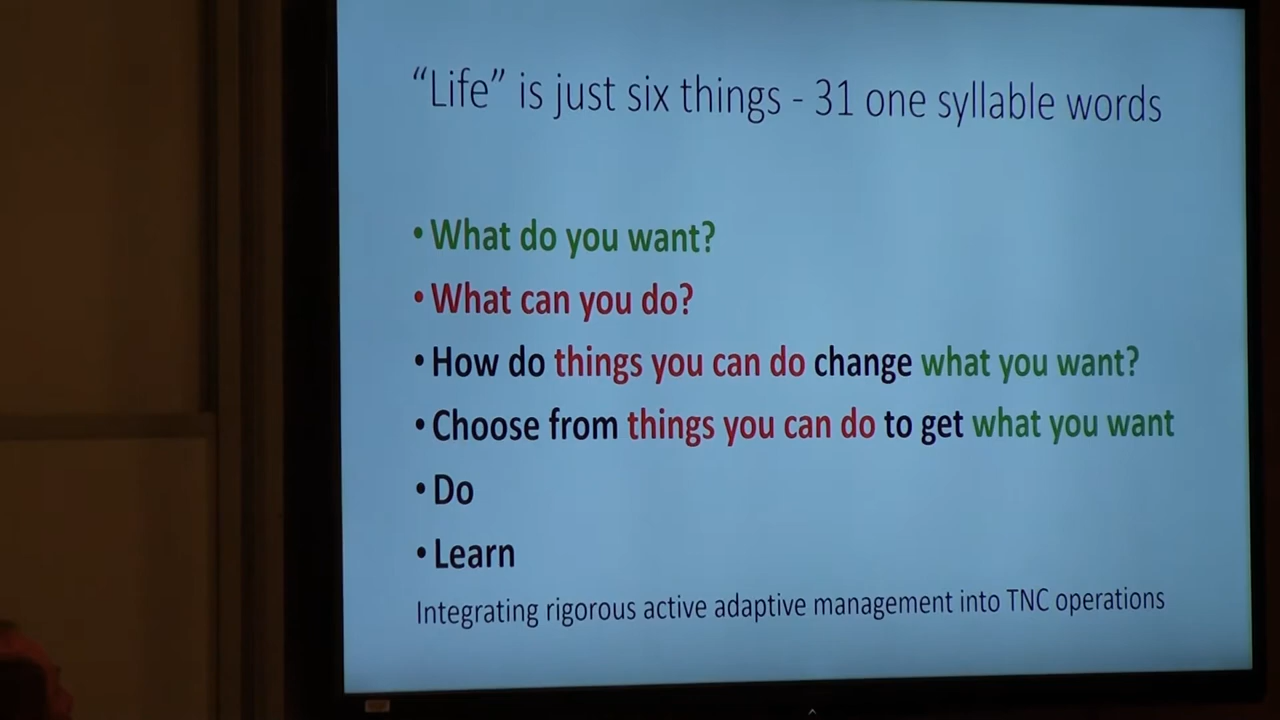 “Life” is just six things - 31 one syllable words
• What do you want?
• What can you do?
• How do things you can do change what you want?
• Choose from things you can do to get what you want
• Do
• Learn
Integrating rigorous active adaptive management into TNC operations